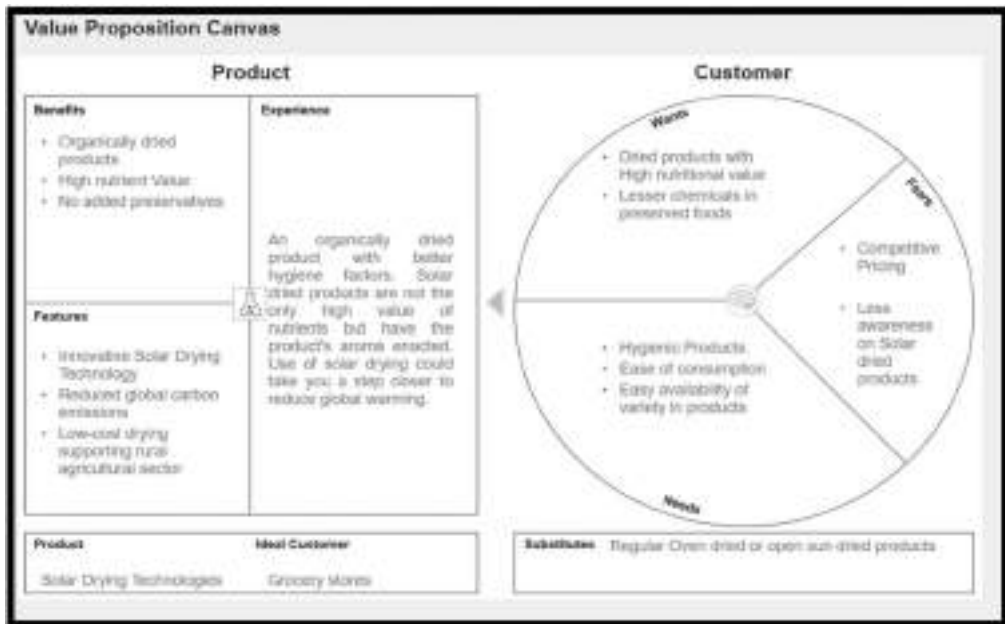 Value Proposition Canvas
Product
Benefits
• Organically dried
products
• High nutrient Value
• No added preservatives
Experience
An organically dried
product with better
hygiene factors. Solar
dried products are not the
only high value of
nutrients but have the
product's aroma enacted.
Use of solar drying could
take you a step closer to
reduce global warming.
Features
• Innovative Solar Drying
Technology
• Reduced global carbon
emissions
• Low-cost drying
supporting rural
agricultural sector
Product
Solar Drying Technologies
Ideal Customer
Grocery stores
Customer
Wants
• Dried products with
High nutritional value
• Lesser chemicals in
preserved foods
Fears
• Competitive
Pricing
• Less
awareness
on Solar
dried
products
• Hygienic Products
• Ease of consumption
• Easy availability of
variety in products
Needs
Substitutes Regular Oven dried or open sun-dried products